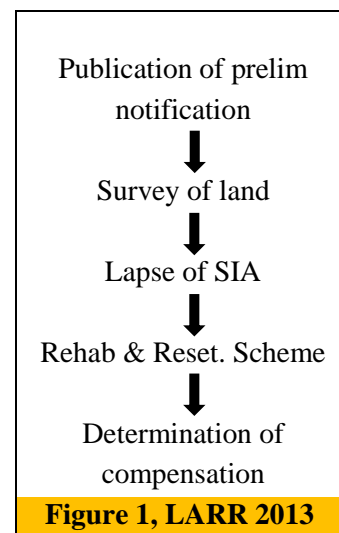 Publication of prelim
notification
Survey of land
Lapse of SIA
Rehab & Reset. Scheme
Determination of
compensation
Figure 1, LARR 2013